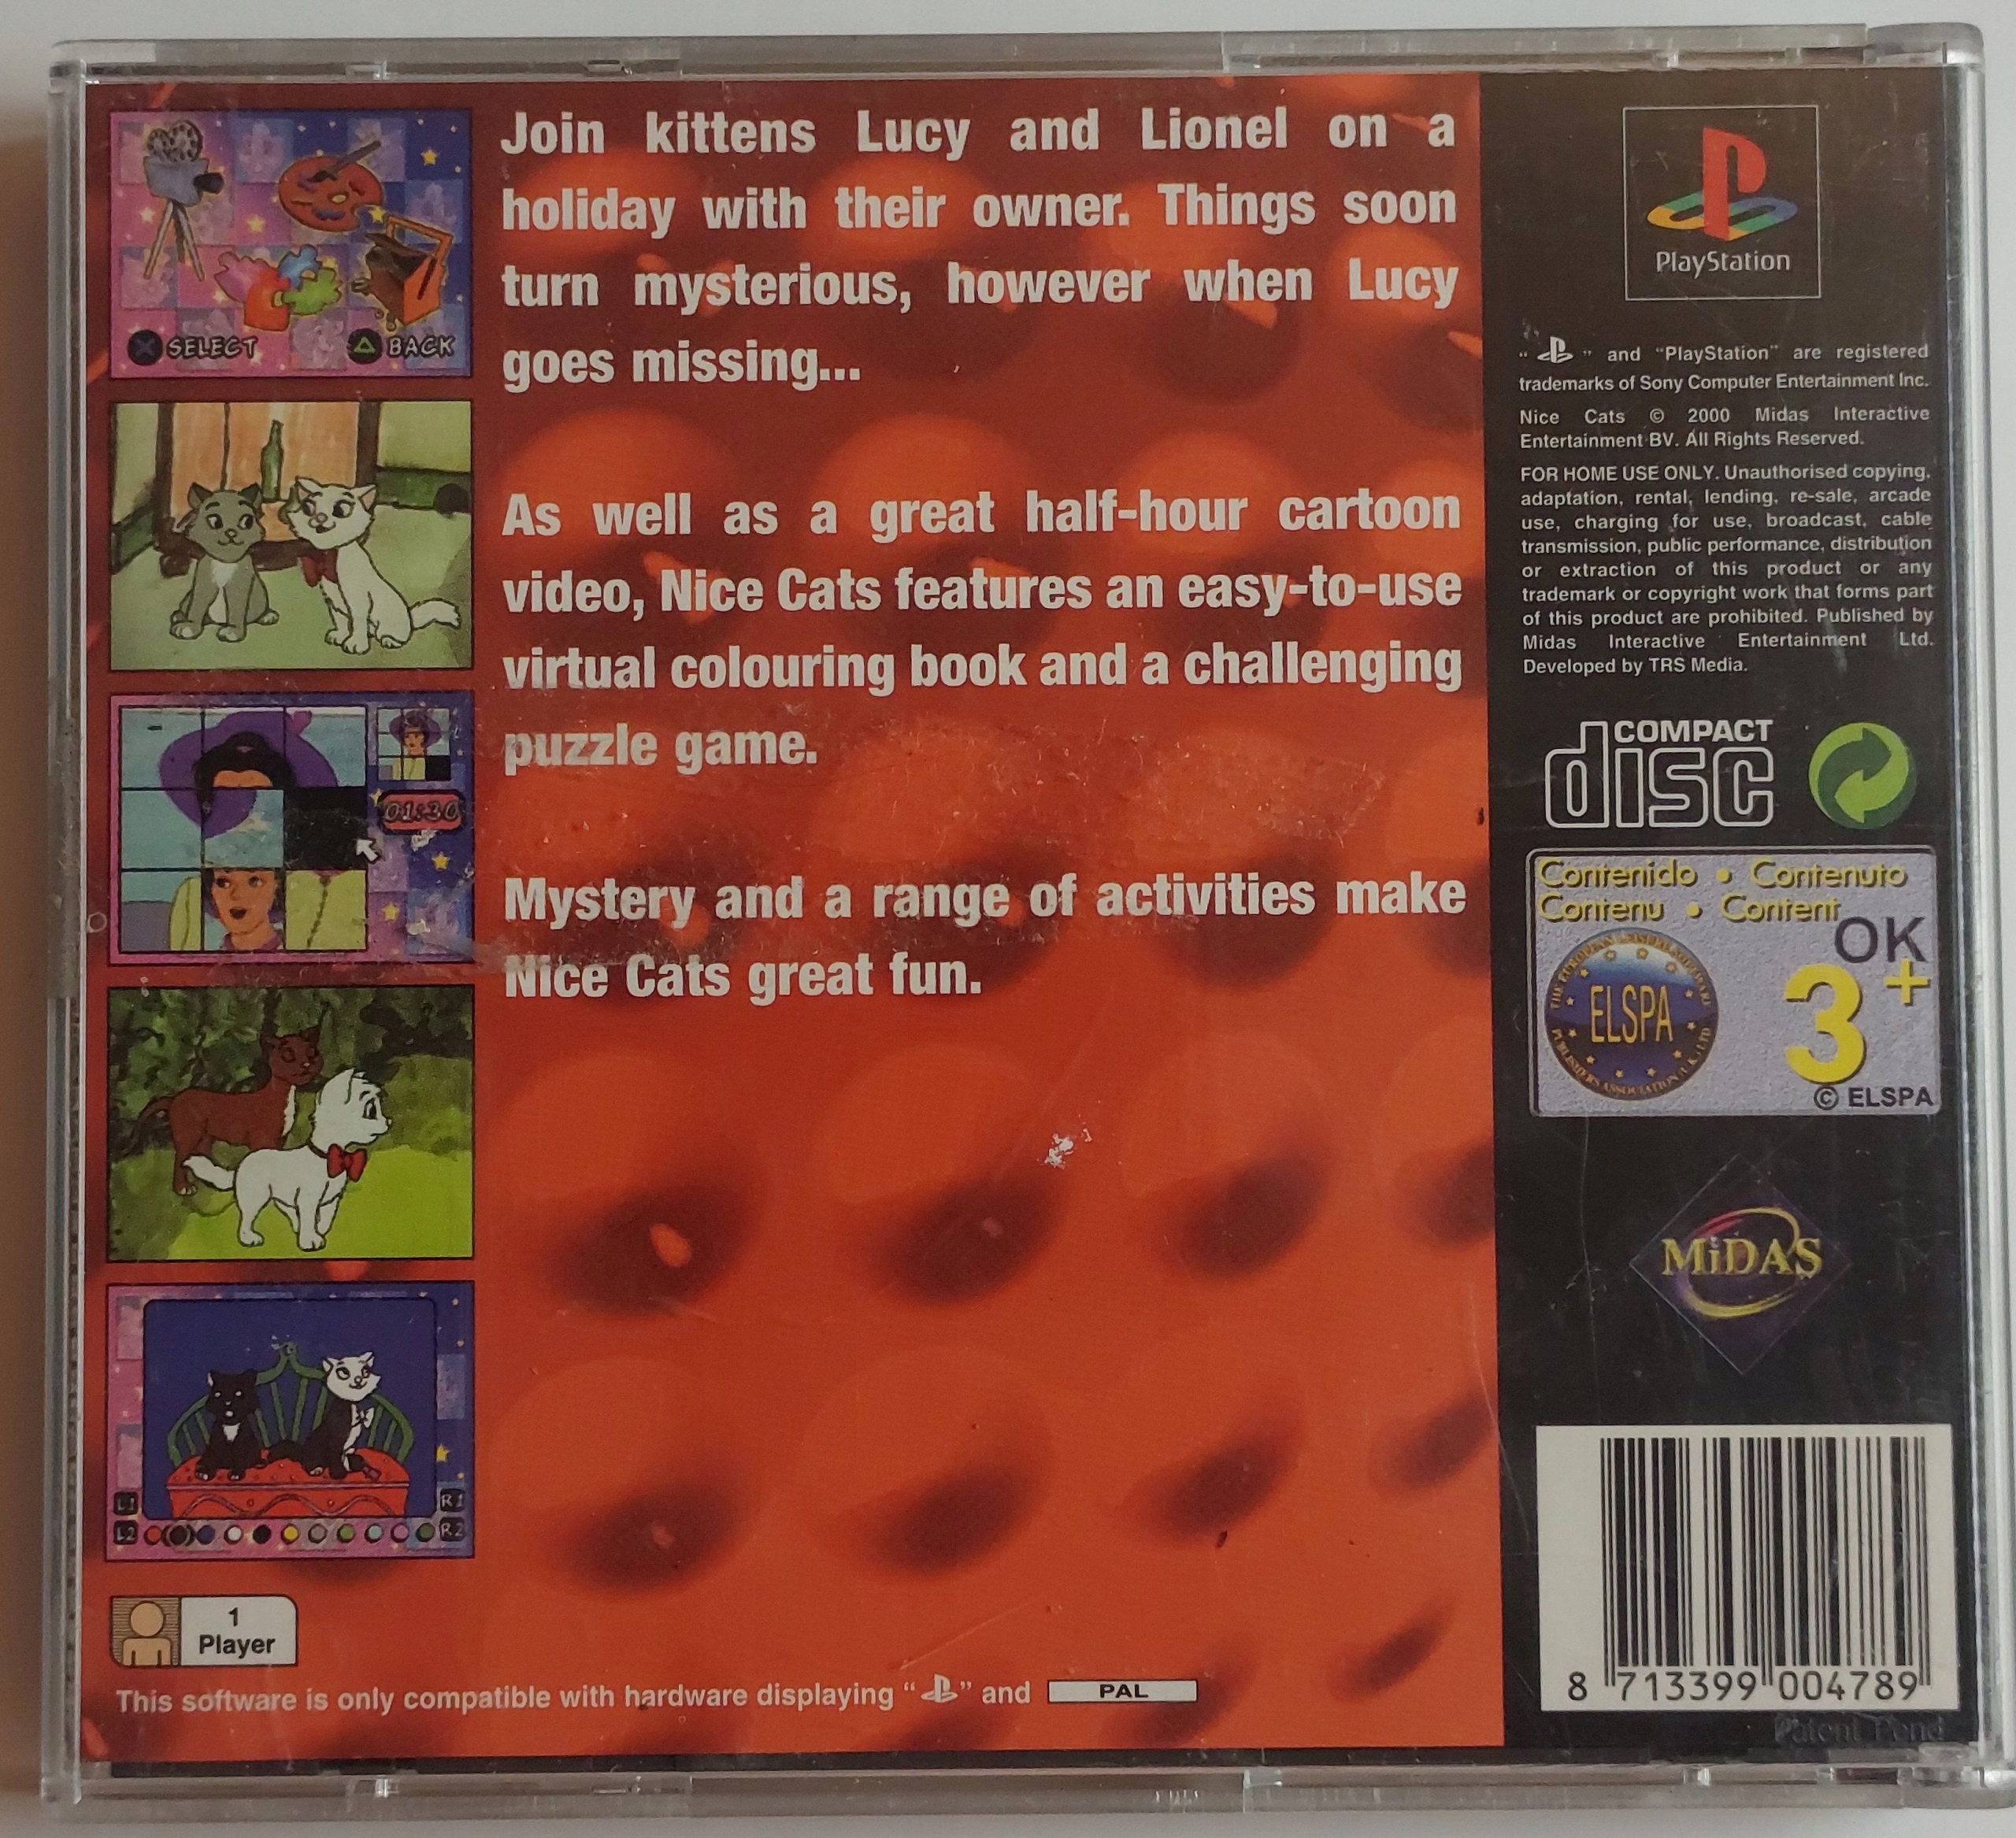 SELECT
BACK
Join kittens Lucy and Lionel on a
holiday with their owner. Things soon
turn mysterious, however when Lucy
goes missing...
As well as a great half-hour cartoon
video, Nice Cats features an easy-to-use
virtual colouring book and a challenging
puzzle game.
01:30
Mystery and a range of activities make
Nice Cats great fun.
L1
R1
L2
R2
1
Player
This software is only compatible with hardware displaying “ ” and PAL
PlayStation
“ ” and “PlayStation” are registered
trademarks of Sony Computer Entertainment Inc.
Nice Cats © 2000 Midas Interactive
Entertainment BV. All Rights Reserved.
FOR HOME USE ONLY. Unauthorised copying,
adaptation, rental, lending, re-sale, arcade
use, charging for use, broadcast, cable
transmission, public performance, distribution
or extraction of this product or any
trademark or copyright work that forms part
of this product are prohibited. Published by
Midas Interactive Entertainment Ltd.
Developed by TRS Media.
COMPACT
disc
Contenido • Contenuto
Contenu • Content
OK
3+
ELSPA
PUBLISHERS ASSOCIATION
© ELSPA
MiDAS
8 713399 004789
Patent Pend